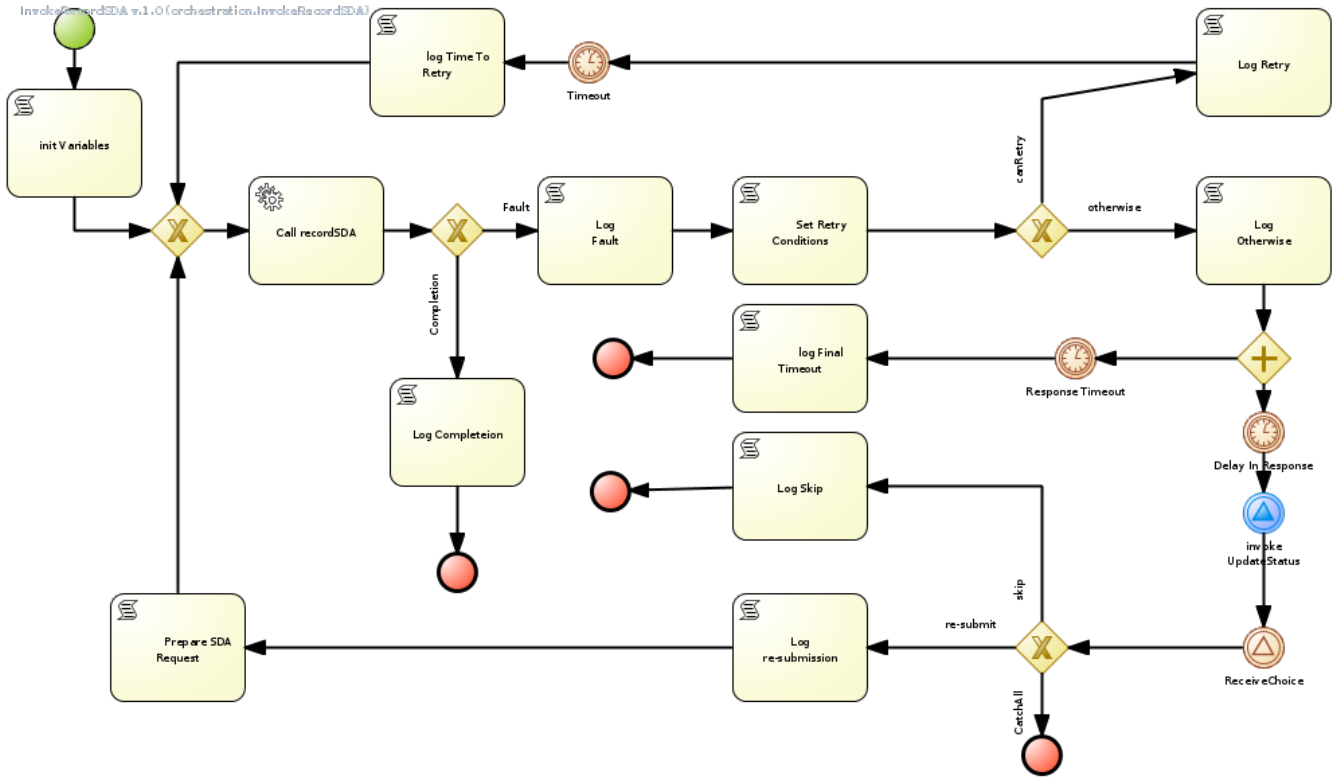 InvokeRecordSDA v.1.0 (orchestration.InvokeRecordSDA)
log Time To
Retry
Timeout
Log Retry
init Variables
canRetry
Call recordSDA
Fault
Log
Fault
Set Retry
Conditions
otherwise
Log
Otherwise
Completion
log Final
Timeout
Response Timeout
Log Completeion
Log Skip
Delay In Response
invoke
UpdateStatus
skip
re-submit
Prepare SDA
Request
Log
re-submission
ReceiveChoice
CatchAll